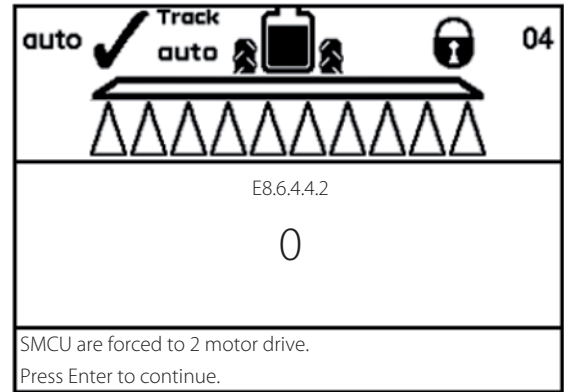 auto Track 04
auto
E8.6.4.4.2
0
SMCU are forced to 2 motor drive.
Press Enter to continue.